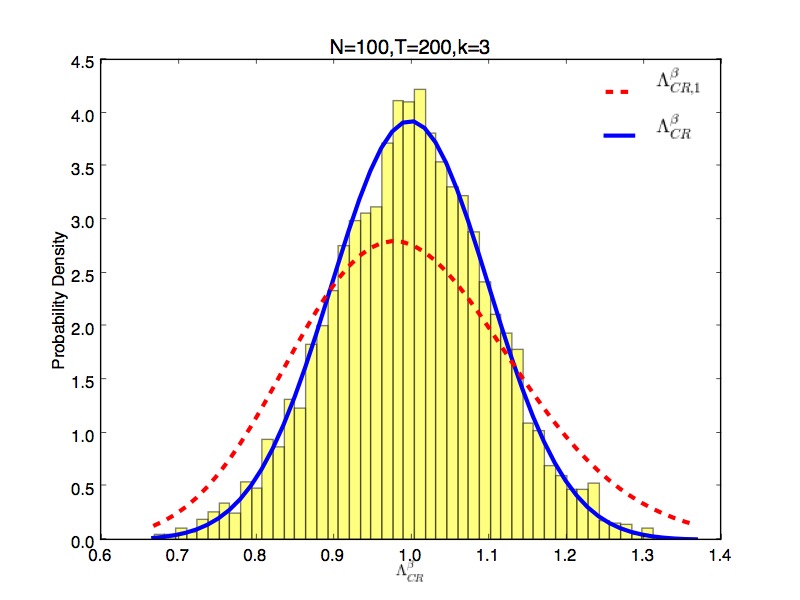 N=100,T=200,k=3
4.5
4.0
3.5
3.0
2.5
2.0
1.5
1.0
0.5
0.0
Probability Density
Λ^β_{CR,1}
Λ^β_{CR}
0.6 0.7 0.8 0.9 1.0 1.1 1.2 1.3 1.4
Λ^β_{CR}